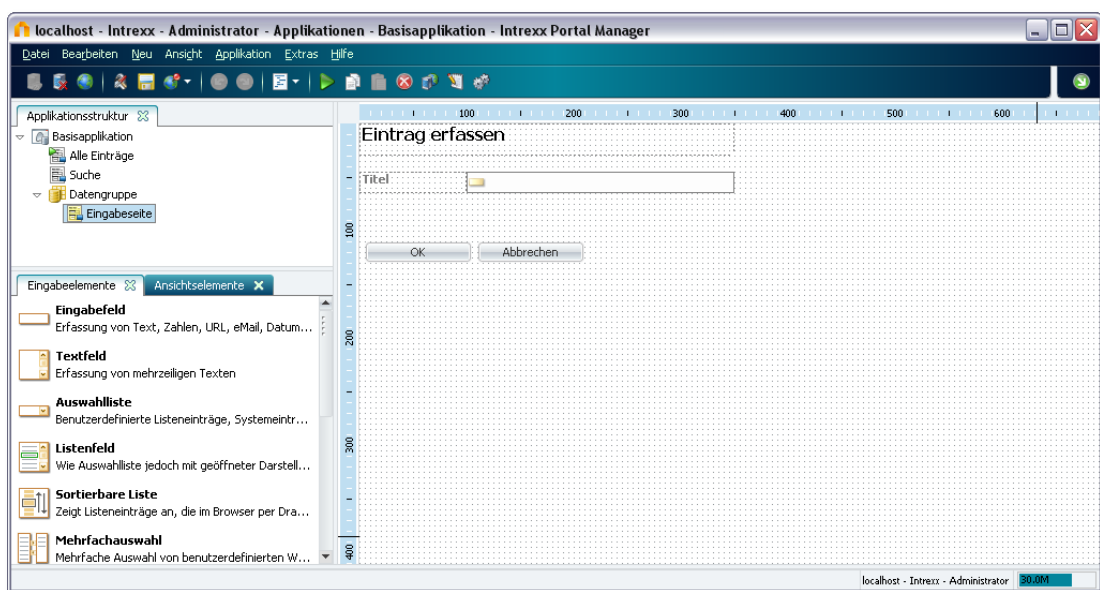 localhost - Intrexx - Administrator - Applikationen - Basisapplikation - Intrexx Portal Manager
Datei Bearbeiten Neu Ansicht Applikation Extras Hilfe
Applikationsstruktur
Basisapplikation
Alle Einträge
Suche
Datengruppe
Eingabeseite
100 200 300 400 500 600
Eintrag erfassen
Titel
100
OK Abbrechen
200
300
400
Eingabeelemente Ansichtselemente
Eingabefeld
Erfassung von Text, Zahlen, URL, eMail, Datum...
Textfeld
Erfassung von mehrzeiligen Texten
Auswahlliste
Benutzerdefinierte Listeneinträge, Systemeintr...
Listenfeld
Wie Auswahlliste jedoch mit geöffneter Darstell...
Sortierbare Liste
Zeigt Listeneinträge an, die im Browser per Dra...
Mehrfachauswahl
Mehrfache Auswahl von benutzerdefinierten W...
localhost - Intrexx - Administrator 30.0M